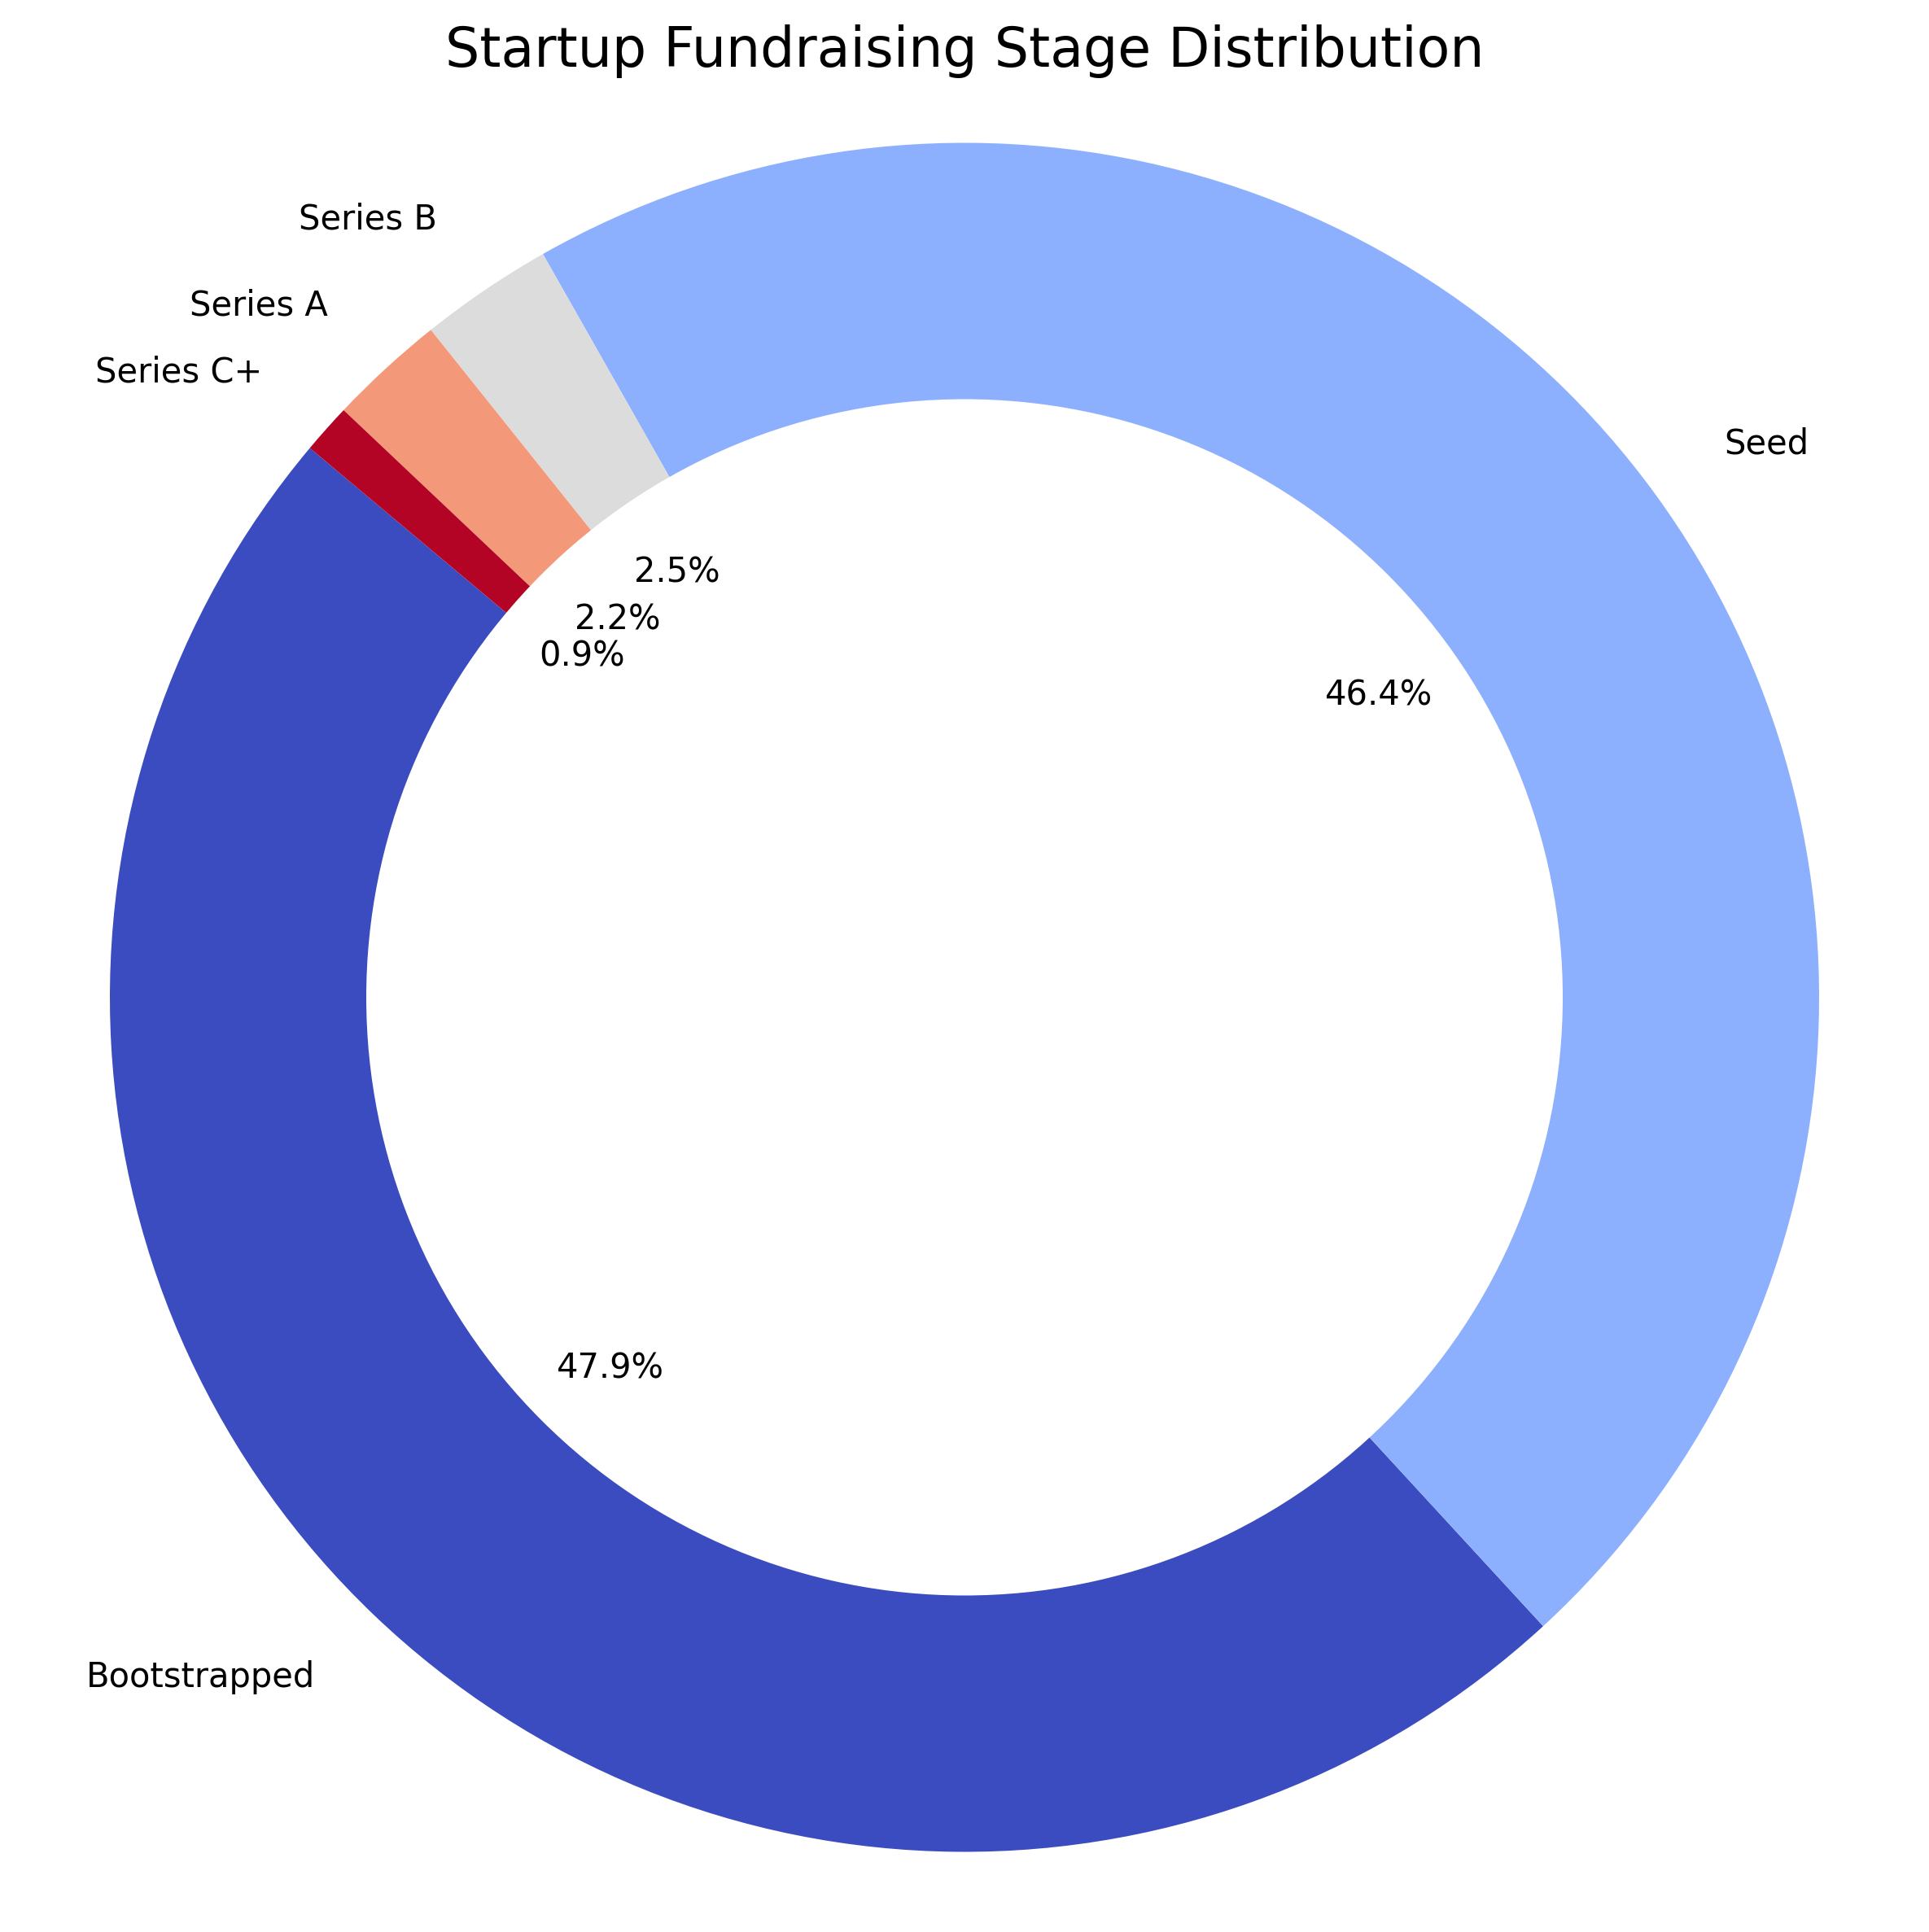 Startup Fundraising Stage Distribution
Series B
Series A
Series C+
Seed
2.5%
2.2%
0.9%
46.4%
47.9%
Bootstrapped